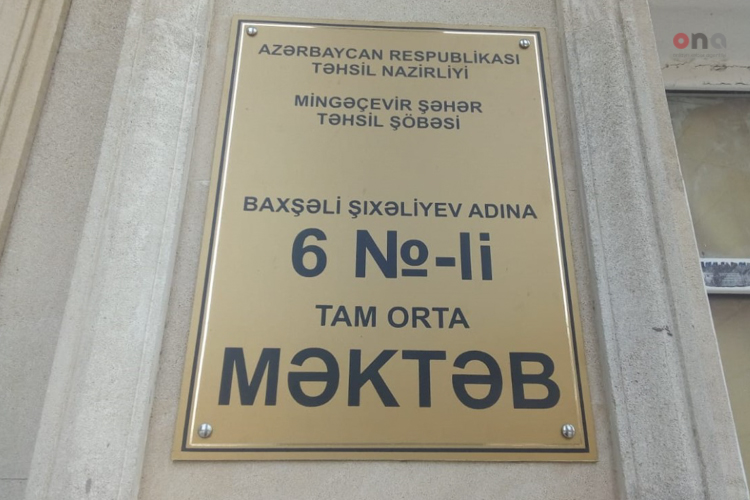 ona
AZƏRBAYCAN RESPUBLİKASI
TƏHSİL NAZİRLİYİ
MİNGƏÇEVİR ŞƏHƏR
TƏHSİL ŞÖBƏSİ
BAXŞƏLİ ŞIXƏLİYEV ADINA
6 №-li
TAM ORTA
MƏKTƏB